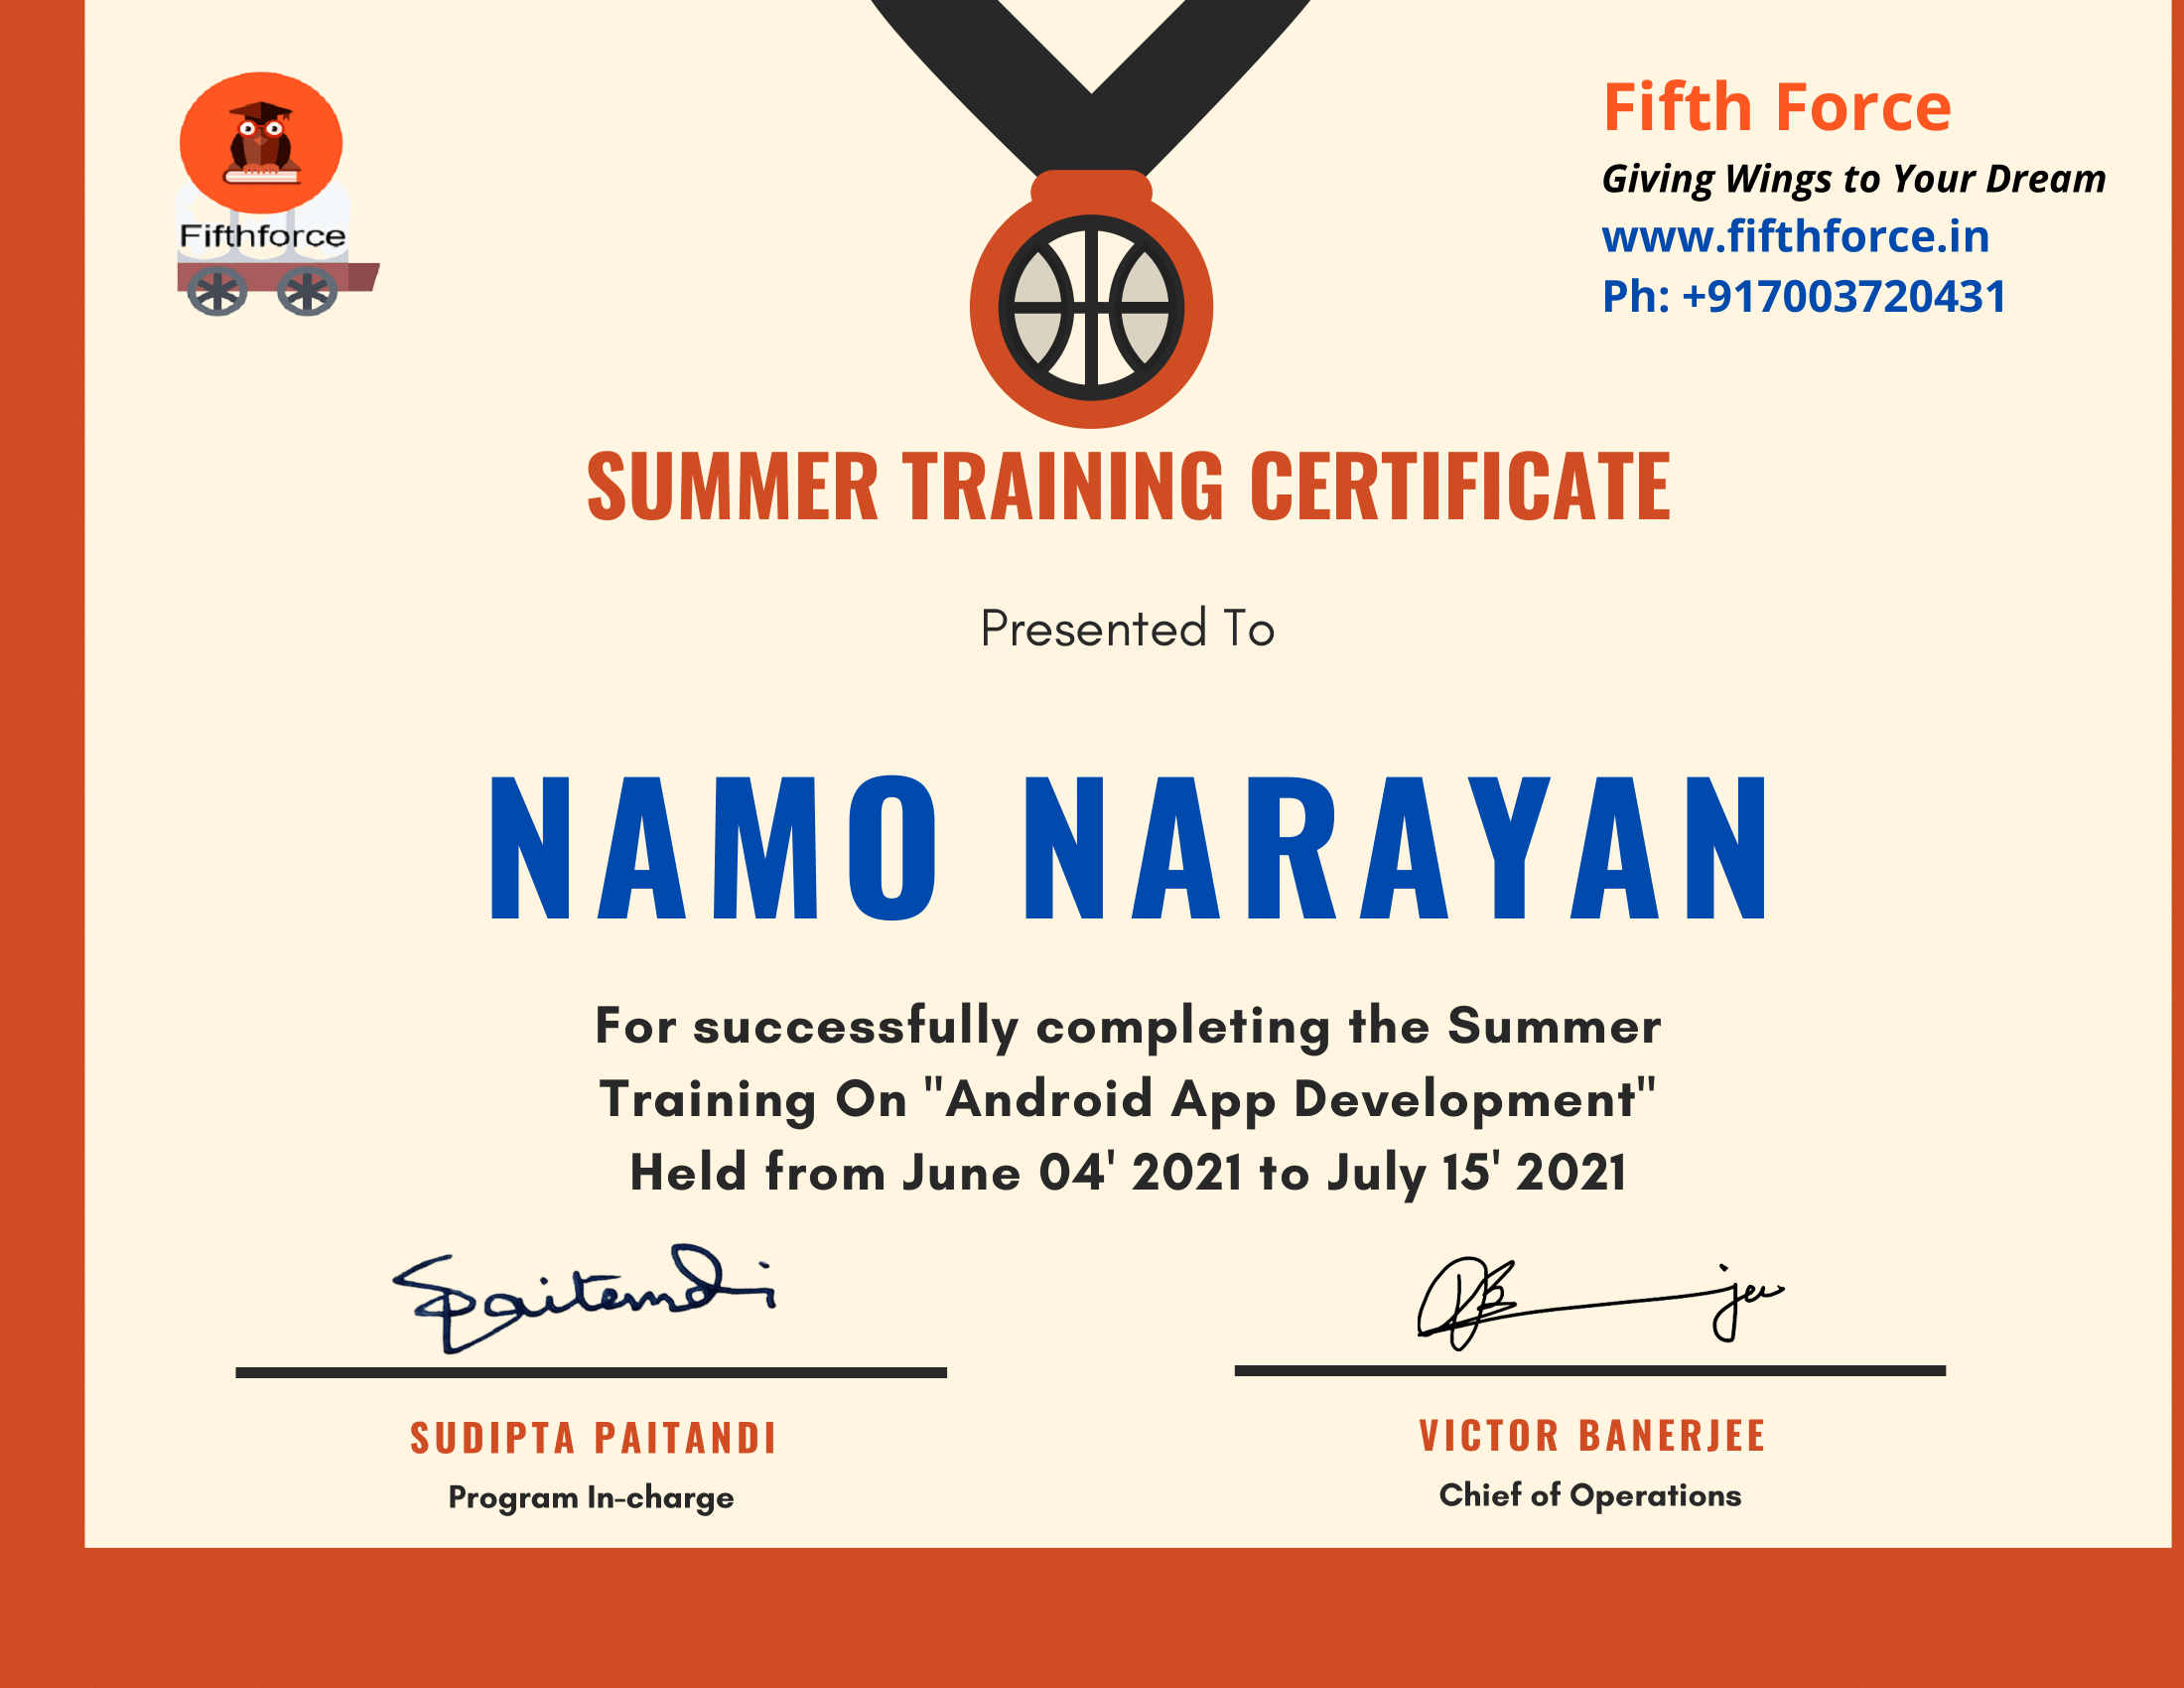 Fifthforce
Fifth Force
Giving Wings to Your Dream
www.fifthforce.in
Ph: +917003720431
SUMMER TRAINING CERTIFICATE
Presented To
NAMO NARAYAN
For successfully completing the Summer
Training On "Android App Development"
Held from June 04' 2021 to July 15' 2021
Spaitandi
SUDIPTA PAITANDI
Program In-charge
VICTOR BANERJEE
Chief of Operations